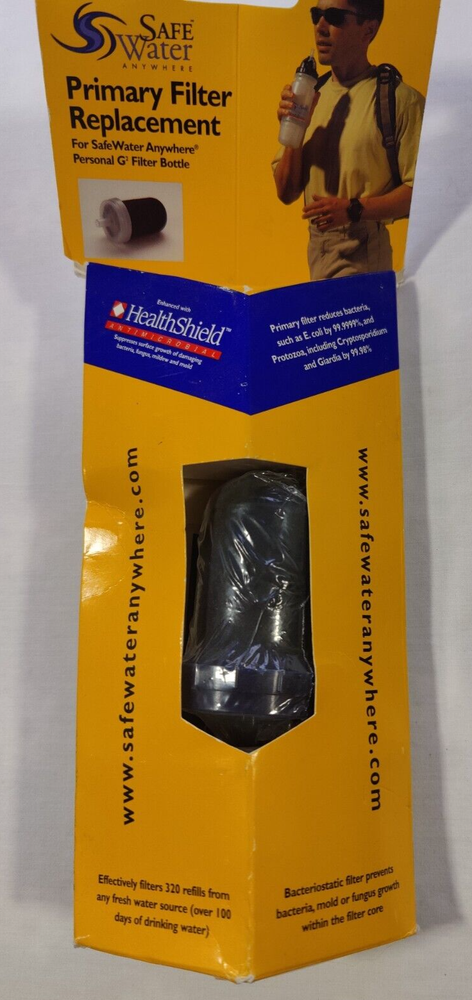 SAFE™
Water
ANYWHERE
Primary Filter
Replacement
For SafeWater Anywhere®
Personal G² Filter Bottle
Enhanced with
HealthShield™
ANTIMICROBIAL
Suppresses surface growth of damaging
bacteria, fungus, mildew and mold
Primary filter reduces bacteria,
such as E. coli by 99.9999%, and
Protozoa, including Cryptosporidium
and Giardia by 99.98%
www.safewateranywhere.com
www.safewateranywhere.com
Effectively filters 320 refills from
any fresh water source (over 100
days of drinking water)
Bacteriostatic filter prevents
bacteria, mold or fungus growth
within the filter core